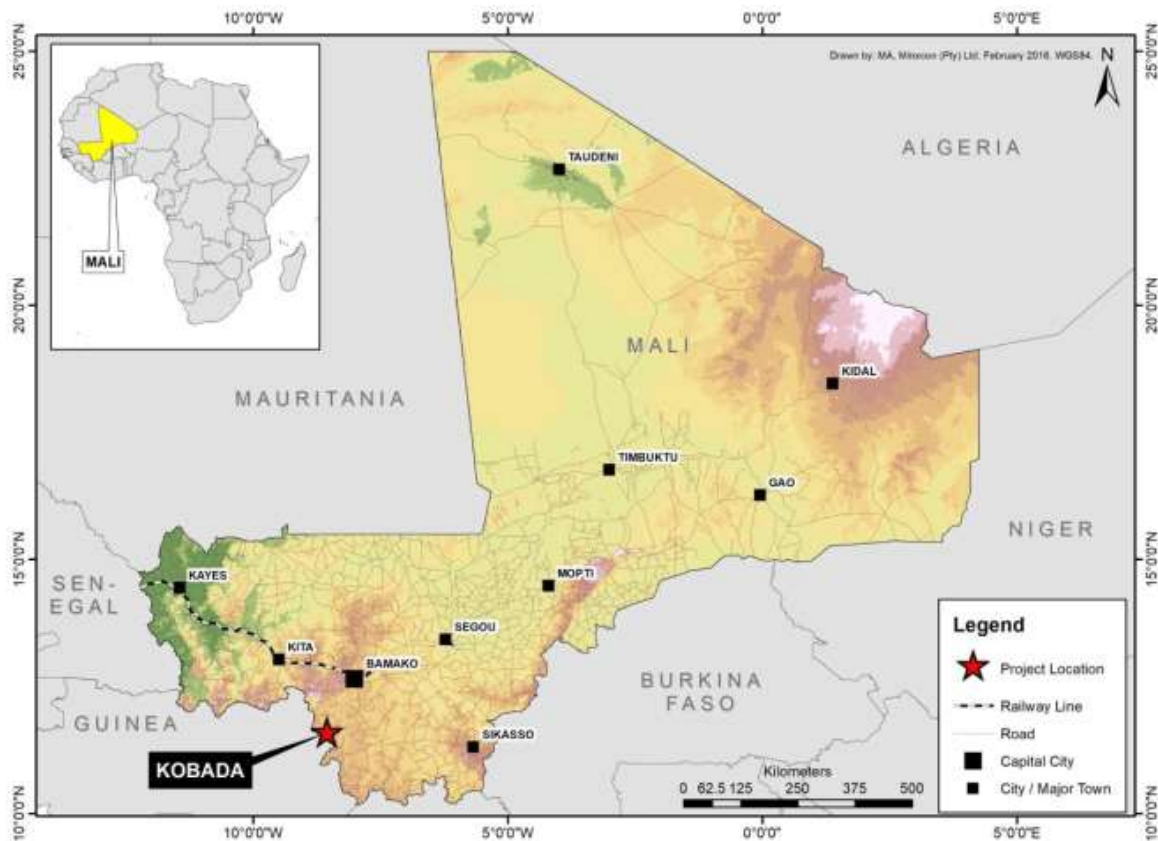 10°0'0"W 5°0'0"W 0°0'0" 5°0'0"E
25°0'0"N
25°0'0"N
Drawn by: MA, Minxcon (Pty) Ltd. February 2016. WGS84.
N
MALI
TAUDENI
ALGERIA
20°0'0"N
20°0'0"N
MALI
KIDAL
MAURITANIA
TIMBUKTU
GAO
NIGER
15°0'0"N
15°0'0"N
SEN-
EGAL
KAYES
MOPTI
SEGOU
KITA
BAMAKO
BURKINA
FASO
GUINEA
SIKASSO
KOBADA
Kilometers
0 62.5 125 250 375 500
Legend
Project Location
Railway Line
Road
Capital City
City / Major Town
10°0'0"N
10°0'0"N
10°0'0"W 5°0'0"W 0°0'0" 5°0'0"E